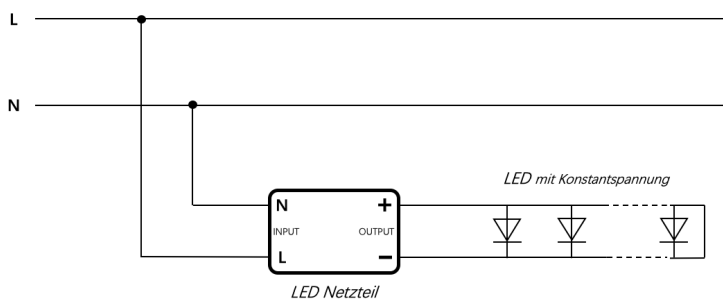 L
N
LED mit Konstantspannung
N +
INPUT OUTPUT
L −
LED Netzteil